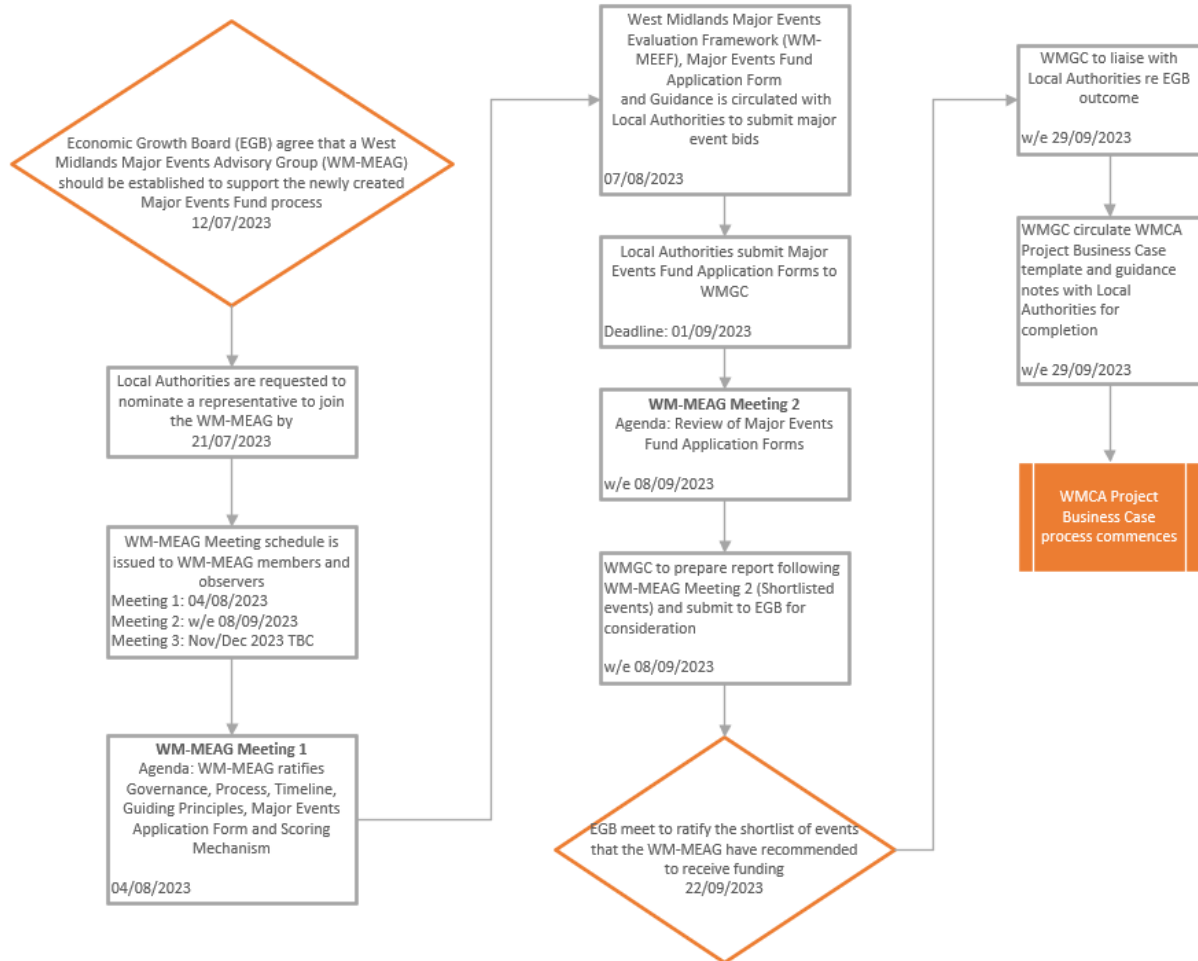 Economic Growth Board (EGB) agree that a West
Midlands Major Events Advisory Group (WM-MEAG)
should be established to support the newly created
Major Events Fund process
12/07/2023
Local Authorities are requested to
nominate a representative to join
the WM-MEAG by
21/07/2023
WM-MEAG Meeting schedule is
issued to WM-MEAG members and
observers
Meeting 1: 04/08/2023
Meeting 2: w/e 08/09/2023
Meeting 3: Nov/Dec 2023 TBC
WM-MEAG Meeting 1
Agenda: WM-MEAG ratifies
Governance, Process, Timeline,
Guiding Principles, Major Events
Application Form and Scoring
Mechanism
04/08/2023
West Midlands Major Events
Evaluation Framework (WM-
MEEF), Major Events Fund
Application Form
and Guidance is circulated with
Local Authorities to submit major
event bids
07/08/2023
Local Authorities submit Major
Events Fund Application Forms to
WMGC
Deadline: 01/09/2023
WM-MEAG Meeting 2
Agenda: Review of Major Events
Fund Application Forms
w/e 08/09/2023
WMGC to prepare report following
WM-MEAG Meeting 2 (Shortlisted
events) and submit to EGB for
consideration
w/e 08/09/2023
EGB meet to ratify the shortlist of events
that the WM-MEAG have recommended
to receive funding
22/09/2023
WMGC to liaise with
Local Authorities re EGB
outcome
w/e 29/09/2023
WMGC circulate WMCA
Project Business Case
template and guidance
notes with Local
Authorities for
completion
w/e 29/09/2023
WMCA Project
Business Case
process commences